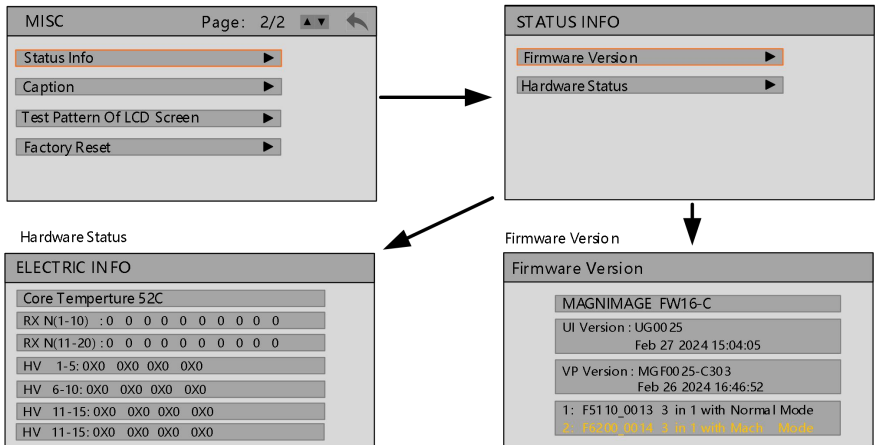 MISC Page: 2/2
Status Info
Caption
Test Pattern Of LCD Screen
Factory Reset
STATUS INFO
Firmware Version
Hardware Status
Hardware Status
ELECTRIC INFO
Core Temperture 52C
RX N(1-10) :0 0 0 0 0 0 0 0 0 0
RX N(11-20) :0 0 0 0 0 0 0 0 0 0
HV 1-5: 0X0 0X0 0X0 0X0
HV 6-10: 0X0 0X0 0X0 0X0
HV 11-15: 0X0 0X0 0X0 0X0
HV 11-15: 0X0 0X0 0X0 0X0
Firmware Version
Firmware Version
MAGNIMAGE FW16-C
UI Version : UG0025
Feb 27 2024 15:04:05
VP Version : MGF0025-C303
Feb 26 2024 16:46:52
1: F5110_0013 3 in 1 with Normal Mode
2: F6200_0014 3 in 1 with Mach Mode